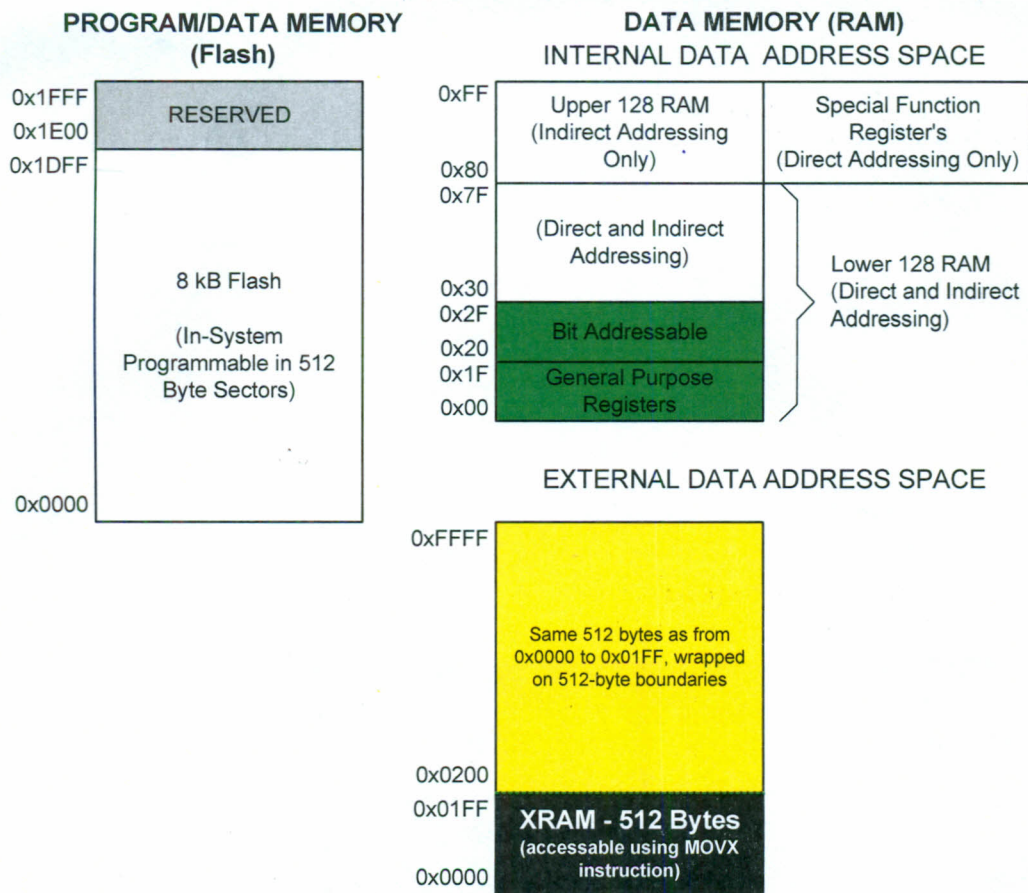 PROGRAM/DATA MEMORY
(Flash)
0x1FFF
RESERVED
0x1E00
0x1DFF
8 kB Flash
(In-System
Programmable in 512
Byte Sectors)
0x0000
DATA MEMORY (RAM)
INTERNAL DATA ADDRESS SPACE
0xFF
Upper 128 RAM
(Indirect Addressing
Only)
Special Function
Register's
(Direct Addressing Only)
0x80
0x7F
(Direct and Indirect
Addressing)
Lower 128 RAM
(Direct and Indirect
Addressing)
0x30
0x2F
Bit Addressable
0x20
0x1F
General Purpose
Registers
0x00
EXTERNAL DATA ADDRESS SPACE
0xFFFF
Same 512 bytes as from
0x0000 to 0x01FF, wrapped
on 512-byte boundaries
0x0200
0x01FF
XRAM - 512 Bytes
(accessable using MOVX
instruction)
0x0000